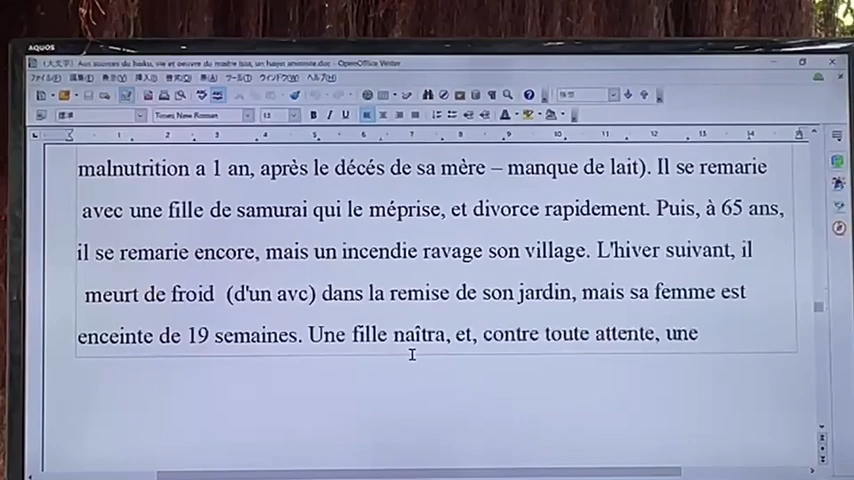 AQUOS
malnutrition a 1 an, après le décés de sa mère – manque de lait). Il se remarie
avec une fille de samurai qui le méprise, et divorce rapidement. Puis, à 65 ans,
il se remarie encore, mais un incendie ravage son village. L'hiver suivant, il
meurt de froid (d'un avc) dans la remise de son jardin, mais sa femme est
enceinte de 19 semaines. Une fille naîtra, et, contre toute attente, une